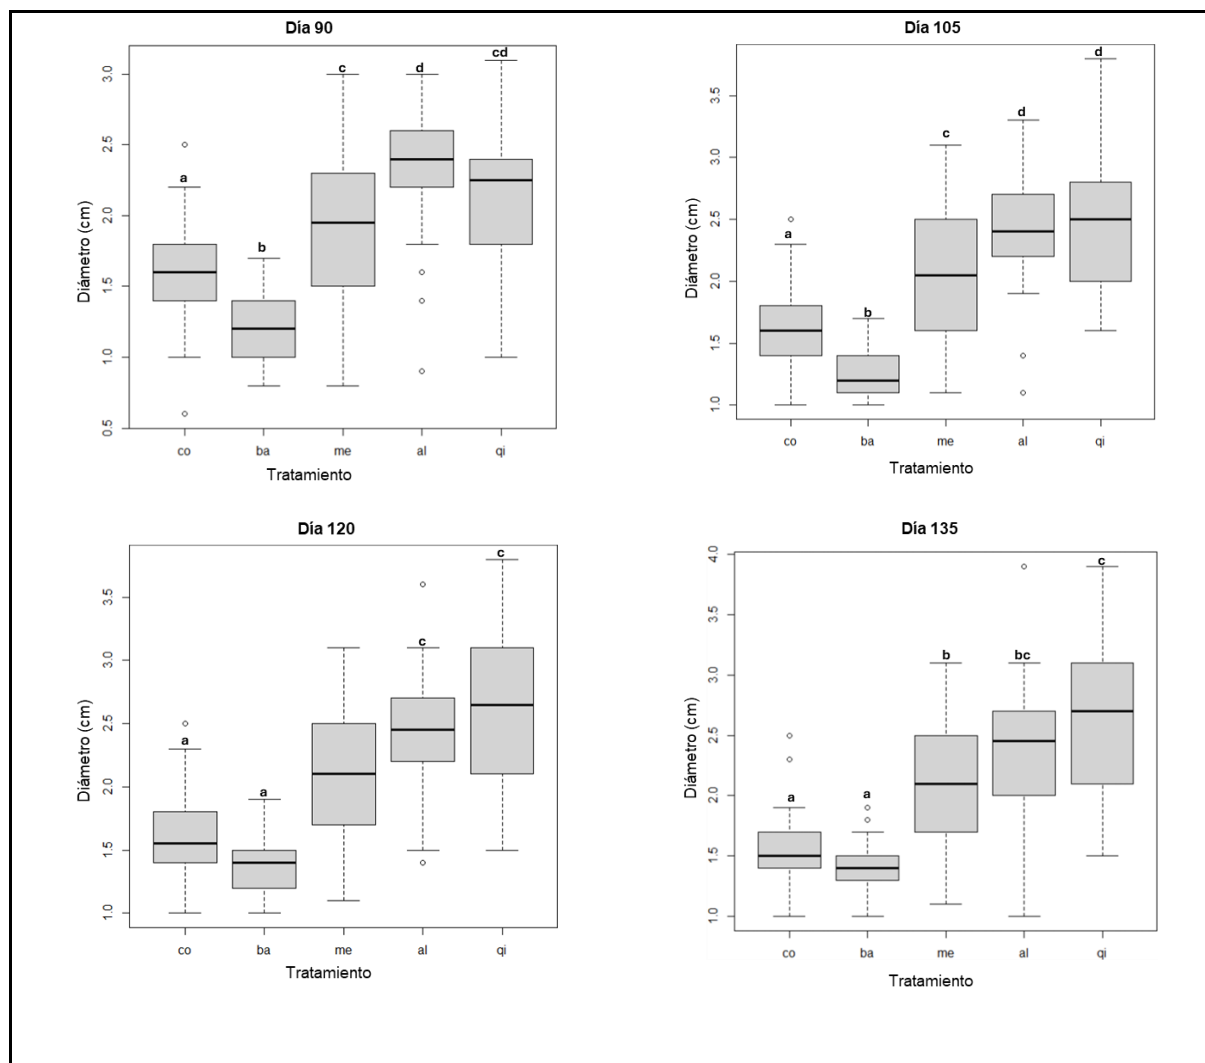 Día 90
Diámetro (cm)
3.0
2.5
2.0
1.5
1.0
0.5
a
b
c
d
cd
co ba me al qi
Tratamiento
Día 105
Diámetro (cm)
3.5
3.0
2.5
2.0
1.5
1.0
a
b
c
d
d
co ba me al qi
Tratamiento
Día 120
Diámetro (cm)
3.5
3.0
2.5
2.0
1.5
1.0
a
a
c
c
co ba me al qi
Tratamiento
Día 135
Diámetro (cm)
4.0
3.5
3.0
2.5
2.0
1.5
1.0
a
a
b
bc
c
co ba me al qi
Tratamiento